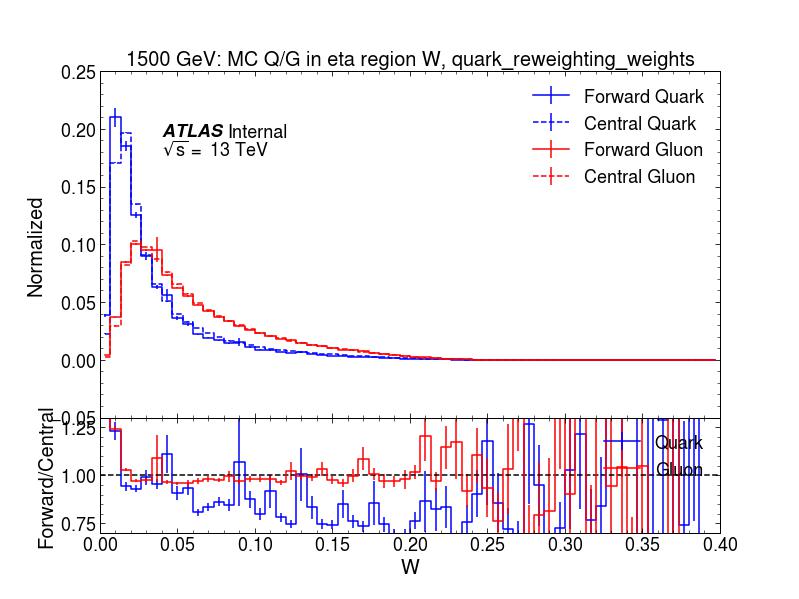 1500 GeV: MC Q/G in eta region W, quark_reweighting_weights
0.25
0.20
0.15
0.10
0.05
0.00
0.05
Normalized
ATLAS Internal
√s = 13 TeV
Forward Quark
Central Quark
Forward Gluon
Central Gluon
1.25
1.00
0.75
Forward/Central
Quark
Gluon
0.00 0.05 0.10 0.15 0.20 0.25 0.30 0.35 0.40
W